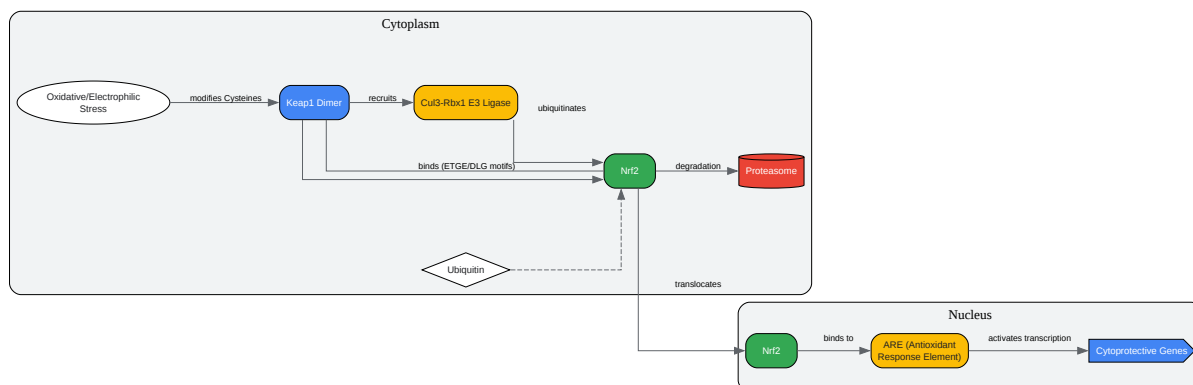 Cytoplasm
Oxidative/Electrophilic
Stress
modifies Cysteines
Keap1 Dimer
recruits
Cul3-Rbx1 E3 Ligase
ubiquitinates
binds (ETGE/DLG motifs)
Nrf2
degradation
Proteasome
Ubiquitin
translocates
Nucleus
Nrf2
binds to
ARE (Antioxidant
Response Element)
activates transcription
Cytoprotective Genes